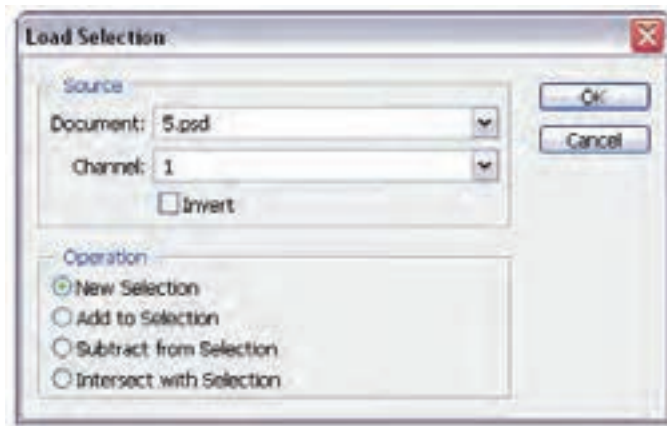 Load Selection
Source
OK
Document: 5.psd
Cancel
Channel: 1
Invert
Operation
New Selection
Add to Selection
Subtract from Selection
Intersect with Selection